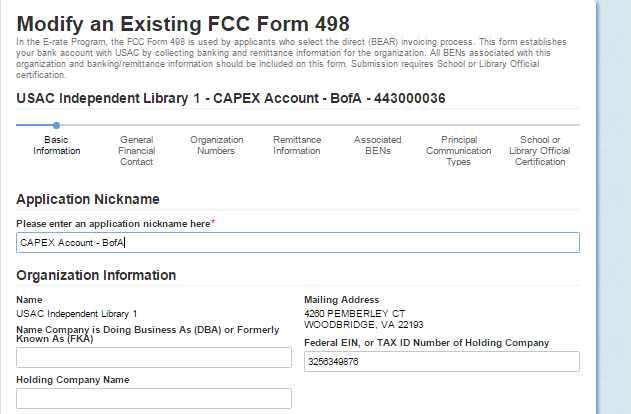 Modify an Existing FCC Form 498
In the E-rate Program, the FCC Form 498 is used by applicants who select the direct (BEAR) invoicing process. This form establishes
your bank account with USAC by collecting banking and remittance information for the organization. All BENs associated with this
organization and banking/remittance information should be included on this form. Submission requires School or Library Official
certification.
USAC Independent Library 1 - CAPEX Account - BofA - 443000036
Basic
Information
General
Financial
Contact
Organization
Numbers
Remittance
Information
Associated
BENs
Principal
Communication
Types
School or
Library Official
Certification
Application Nickname
Please enter an application nickname here*
CAPEX Account - BofA
Organization Information
Name
USAC Independent Library 1
Name Company is Doing Business As (DBA) or Formerly
Known As (FKA)
Holding Company Name
Mailing Address
4260 PEMBERLEY CT
WOODBRIDGE, VA 22193
Federal EIN, or TAX ID Number of Holding Company
3256349876